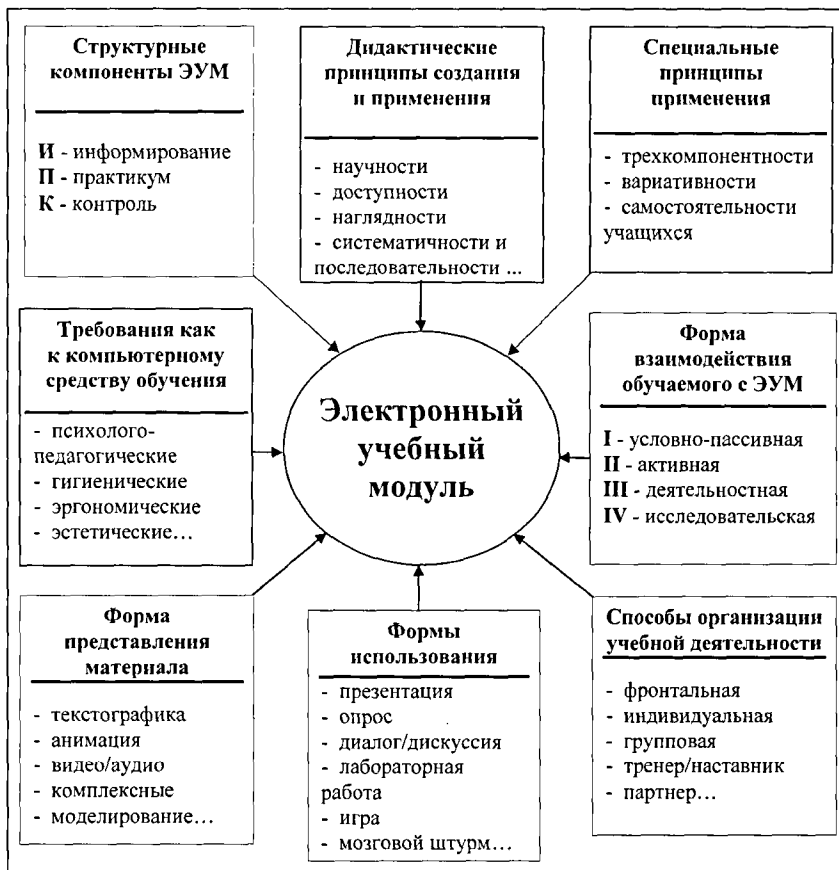 Структурные
компоненты ЭУМ
И - информирование
П - практикум
К - контроль
Дидактические
принципы создания
и применения
- научности
- доступности
- наглядности
- систематичности и
последовательности ...
Специальные
принципы
применения
- трехкомпонентности
- вариативности
- самостоятельности
учащихся
Требования как
к компьютерному
средству обучения
- психолого-
педагогические
- гигиенические
- эргономические
- эстетические...
Электронный
учебный
модуль
Форма
взаимодействия
обучаемого с ЭУМ
I - условно-пассивная
II - активная
III - деятельностная
IV - исследовательская
Форма
представления
материала
- текстографика
- анимация
- видео/аудио
- комплексные
- моделирование...
Формы
использования
- презентация
- опрос
- диалог/дискуссия
- лабораторная
работа
- игра
- мозговой штурм...
Способы организации
учебной деятельности
- фронтальная
- индивидуальная
- групповая
- тренер/наставник
- партнер...